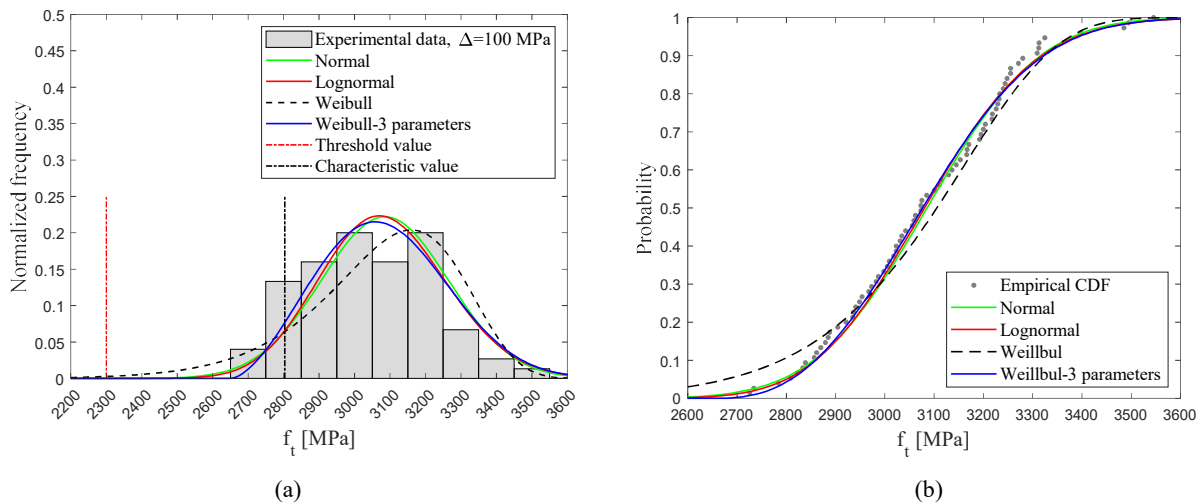 0.5
0.45
0.4
0.35
0.3
0.25
0.2
0.15
0.1
0.05
0
Normalized frequency
Experimental data, Δ=100 MPa
Normal
Lognormal
Weibull
Weibull-3 parameters
Threshold value
Characteristic value
2200 2300 2400 2500 2600 2700 2800 2900 3000 3100 3200 3300 3400 3500 3600
f_t [MPa]
(a)
1
0.9
0.8
0.7
0.6
0.5
0.4
0.3
0.2
0.1
0
Probability
Empirical CDF
Normal
Lognormal
Weillbul
Weillbul-3 parameters
2600 2700 2800 2900 3000 3100 3200 3300 3400 3500 3600
f_t [MPa]
(b)